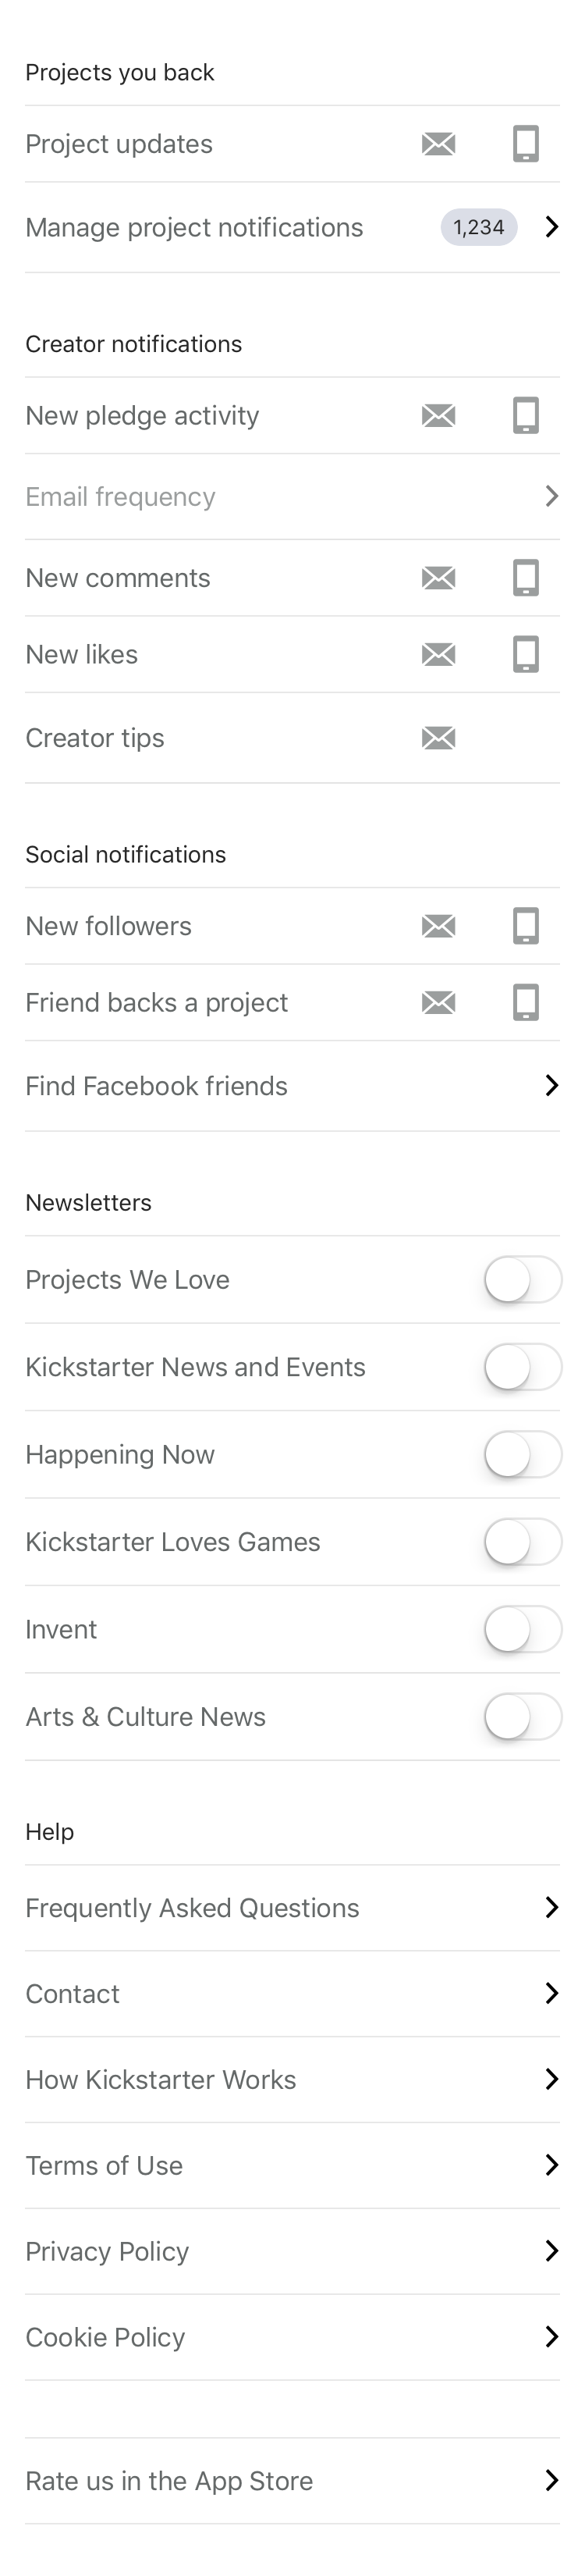 Projects you back
Project updates
Manage project notifications 1,234
Creator notifications
New pledge activity
Email frequency
New comments
New likes
Creator tips
Social notifications
New followers
Friend backs a project
Find Facebook friends
Newsletters
Projects We Love
Kickstarter News and Events
Happening Now
Kickstarter Loves Games
Invent
Arts & Culture News
Help
Frequently Asked Questions
Contact
How Kickstarter Works
Terms of Use
Privacy Policy
Cookie Policy
Rate us in the App Store